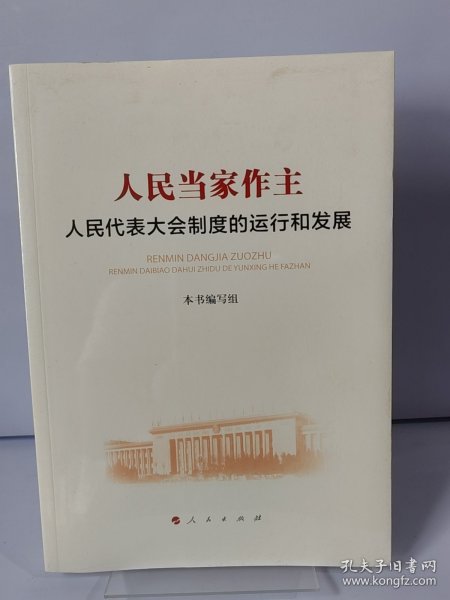 人民当家作主
人民代表大会制度的运行和发展
RENMIN DANGJIA ZUOZHU
RENMIN DAIBIAO DAHUI ZHIDU DE YUNXING HE FAZHAN
本书编写组
人民出版社
孔夫子旧书网
www.kongfz.com